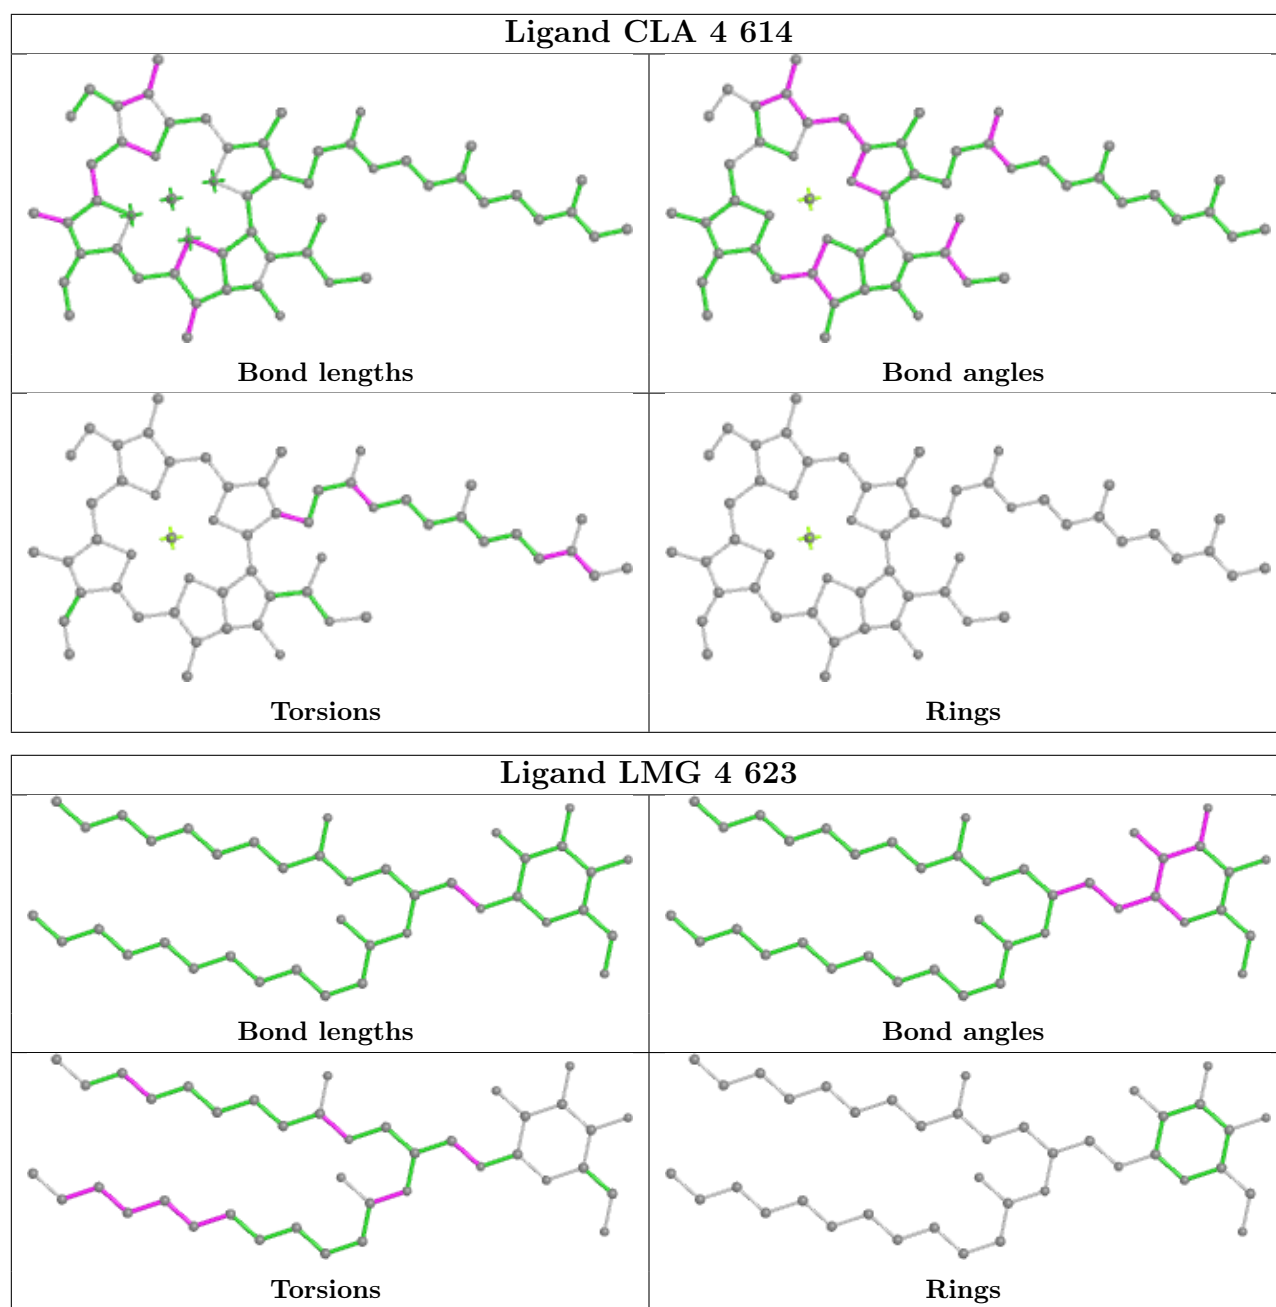 Ligand CLA 4 614
Bond lengths
Bond angles
Torsions
Rings
Ligand LMG 4 623
Bond lengths
Bond angles
Torsions
Rings